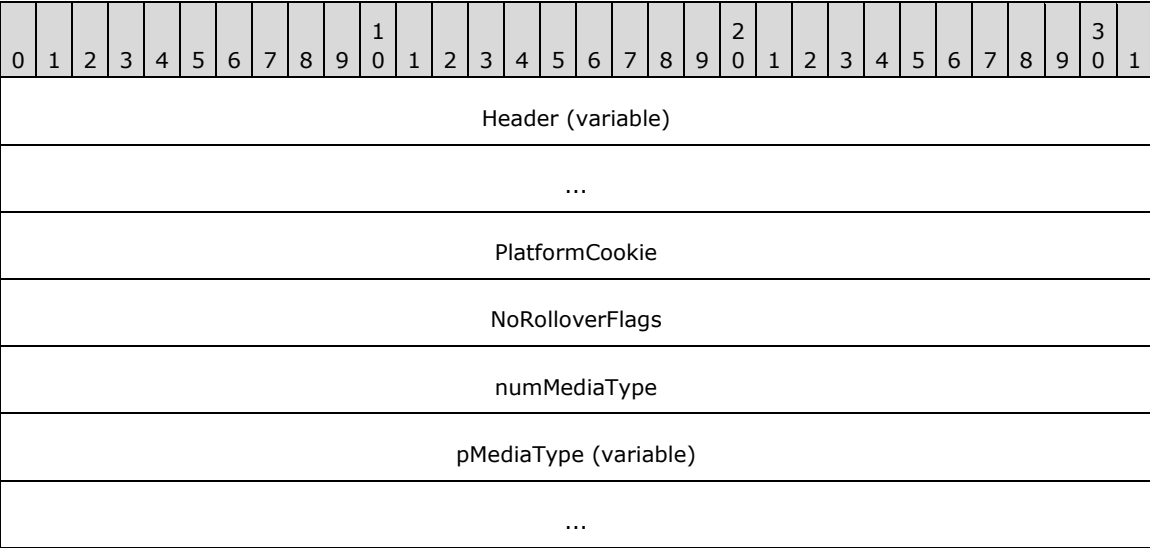 1 2 3
0 1 2 3 4 5 6 7 8 9 0 1 2 3 4 5 6 7 8 9 0 1 2 3 4 5 6 7 8 9 0 1
Header (variable)
...
PlatformCookie
NoRolloverFlags
numMediaType
pMediaType (variable)
...